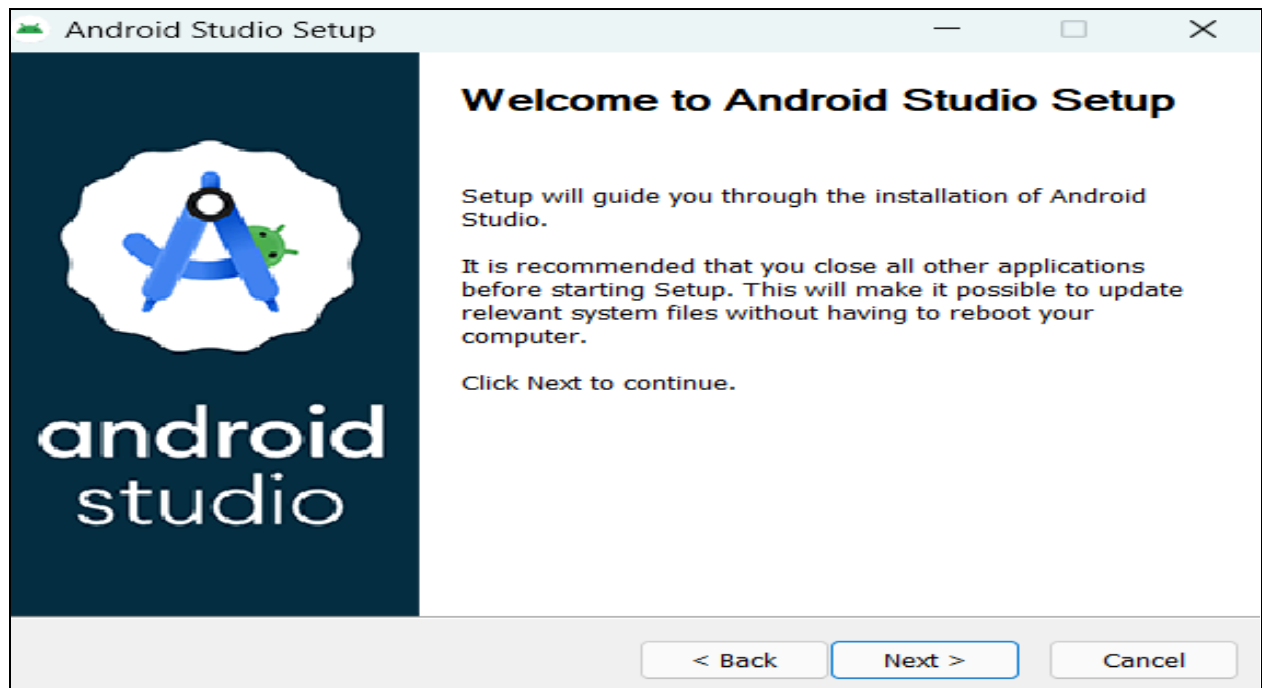 Android Studio Setup
Welcome to Android Studio Setup
Setup will guide you through the installation of Android
Studio.
It is recommended that you close all other applications
before starting Setup. This will make it possible to update
relevant system files without having to reboot your
computer.
Click Next to continue.
android
studio
< Back Next > Cancel